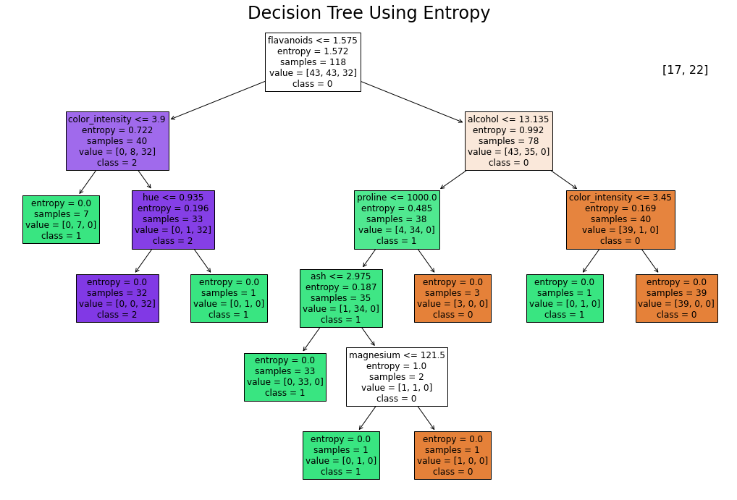 Decision Tree Using Entropy
flavanoids <= 1.575
entropy = 1.572
samples = 118
value = [43, 43, 32]
class = 0
[17, 22]
color_intensity <= 3.9
entropy = 0.722
samples = 40
value = [0, 8, 32]
class = 2
alcohol <= 13.135
entropy = 0.992
samples = 78
value = [43, 35, 0]
class = 0
entropy = 0.0
samples = 7
value = [0, 7, 0]
class = 1
hue <= 0.935
entropy = 0.196
samples = 33
value = [0, 1, 32]
class = 2
proline <= 1000.0
entropy = 0.485
samples = 38
value = [4, 34, 0]
class = 1
color_intensity <= 3.45
entropy = 0.169
samples = 40
value = [39, 1, 0]
class = 0
entropy = 0.0
samples = 32
value = [0, 0, 32]
class = 2
entropy = 0.0
samples = 1
value = [0, 1, 0]
class = 1
ash <= 2.975
entropy = 0.187
samples = 35
value = [1, 34, 0]
class = 1
entropy = 0.0
samples = 3
value = [3, 0, 0]
class = 0
entropy = 0.0
samples = 1
value = [0, 1, 0]
class = 1
entropy = 0.0
samples = 39
value = [39, 0, 0]
class = 0
entropy = 0.0
samples = 33
value = [0, 33, 0]
class = 1
magnesium <= 121.5
entropy = 1.0
samples = 2
value = [1, 1, 0]
class = 0
entropy = 0.0
samples = 1
value = [0, 1, 0]
class = 1
entropy = 0.0
samples = 1
value = [1, 0, 0]
class = 0